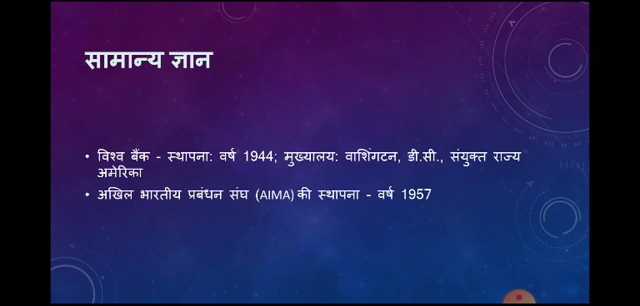 सामान्य ज्ञान
• विश्व बैंक - स्थापना: वर्ष 1944; मुख्यालय: वाशिंगटन, डी.सी., संयुक्त राज्य
अमेरिका
• अखिल भारतीय प्रबंधन संघ (AIMA) की स्थापना - वर्ष 1957